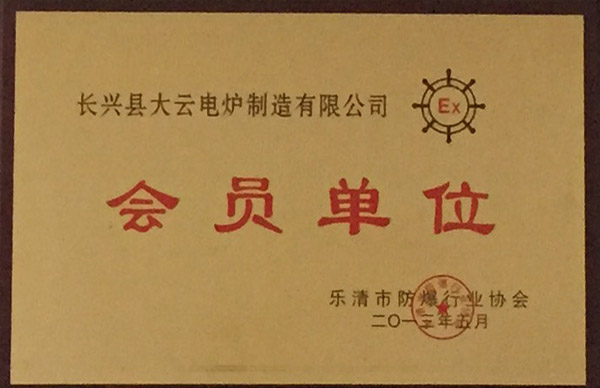 长兴县大云电炉制造有限公司
Ex
会员单位
乐清市防爆行业协会
二〇一三年五月